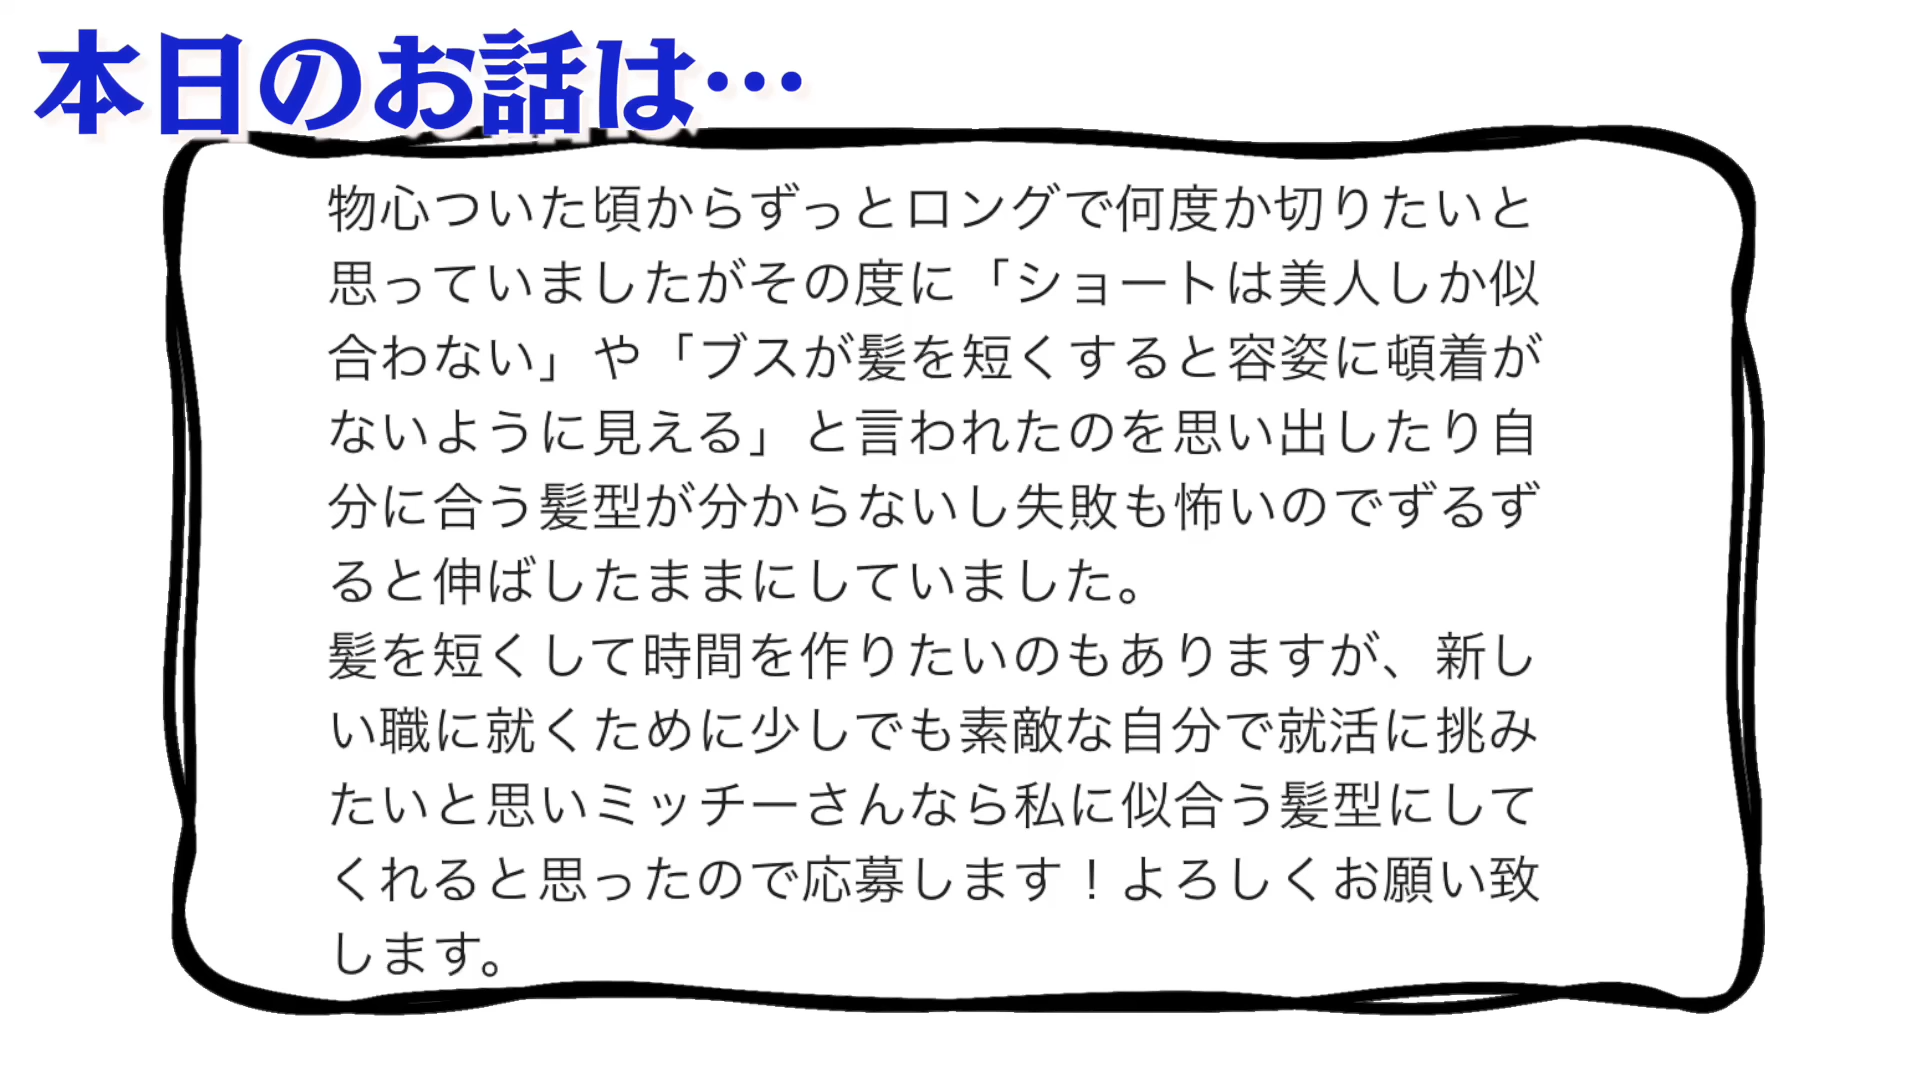 本日のお話は…
物心ついた頃からずっとロングで何度か切りたいと
思っていましたがその度に「ショートは美人しか似
合わない」や「ブスが髪を短くすると容姿に頓着が
ないように見える」と言われたのを思い出したり自
分に合う髪型が分からないし失敗も怖いのでずるず
ると伸ばしたままにしていました。
髪を短くして時間を作りたいのもありますが、新し
い職に就くために少しでも素敵な自分で就活に挑み
たいと思いミッチーさんなら私に似合う髪型にして
くれると思ったので応募します！よろしくお願い致
します。